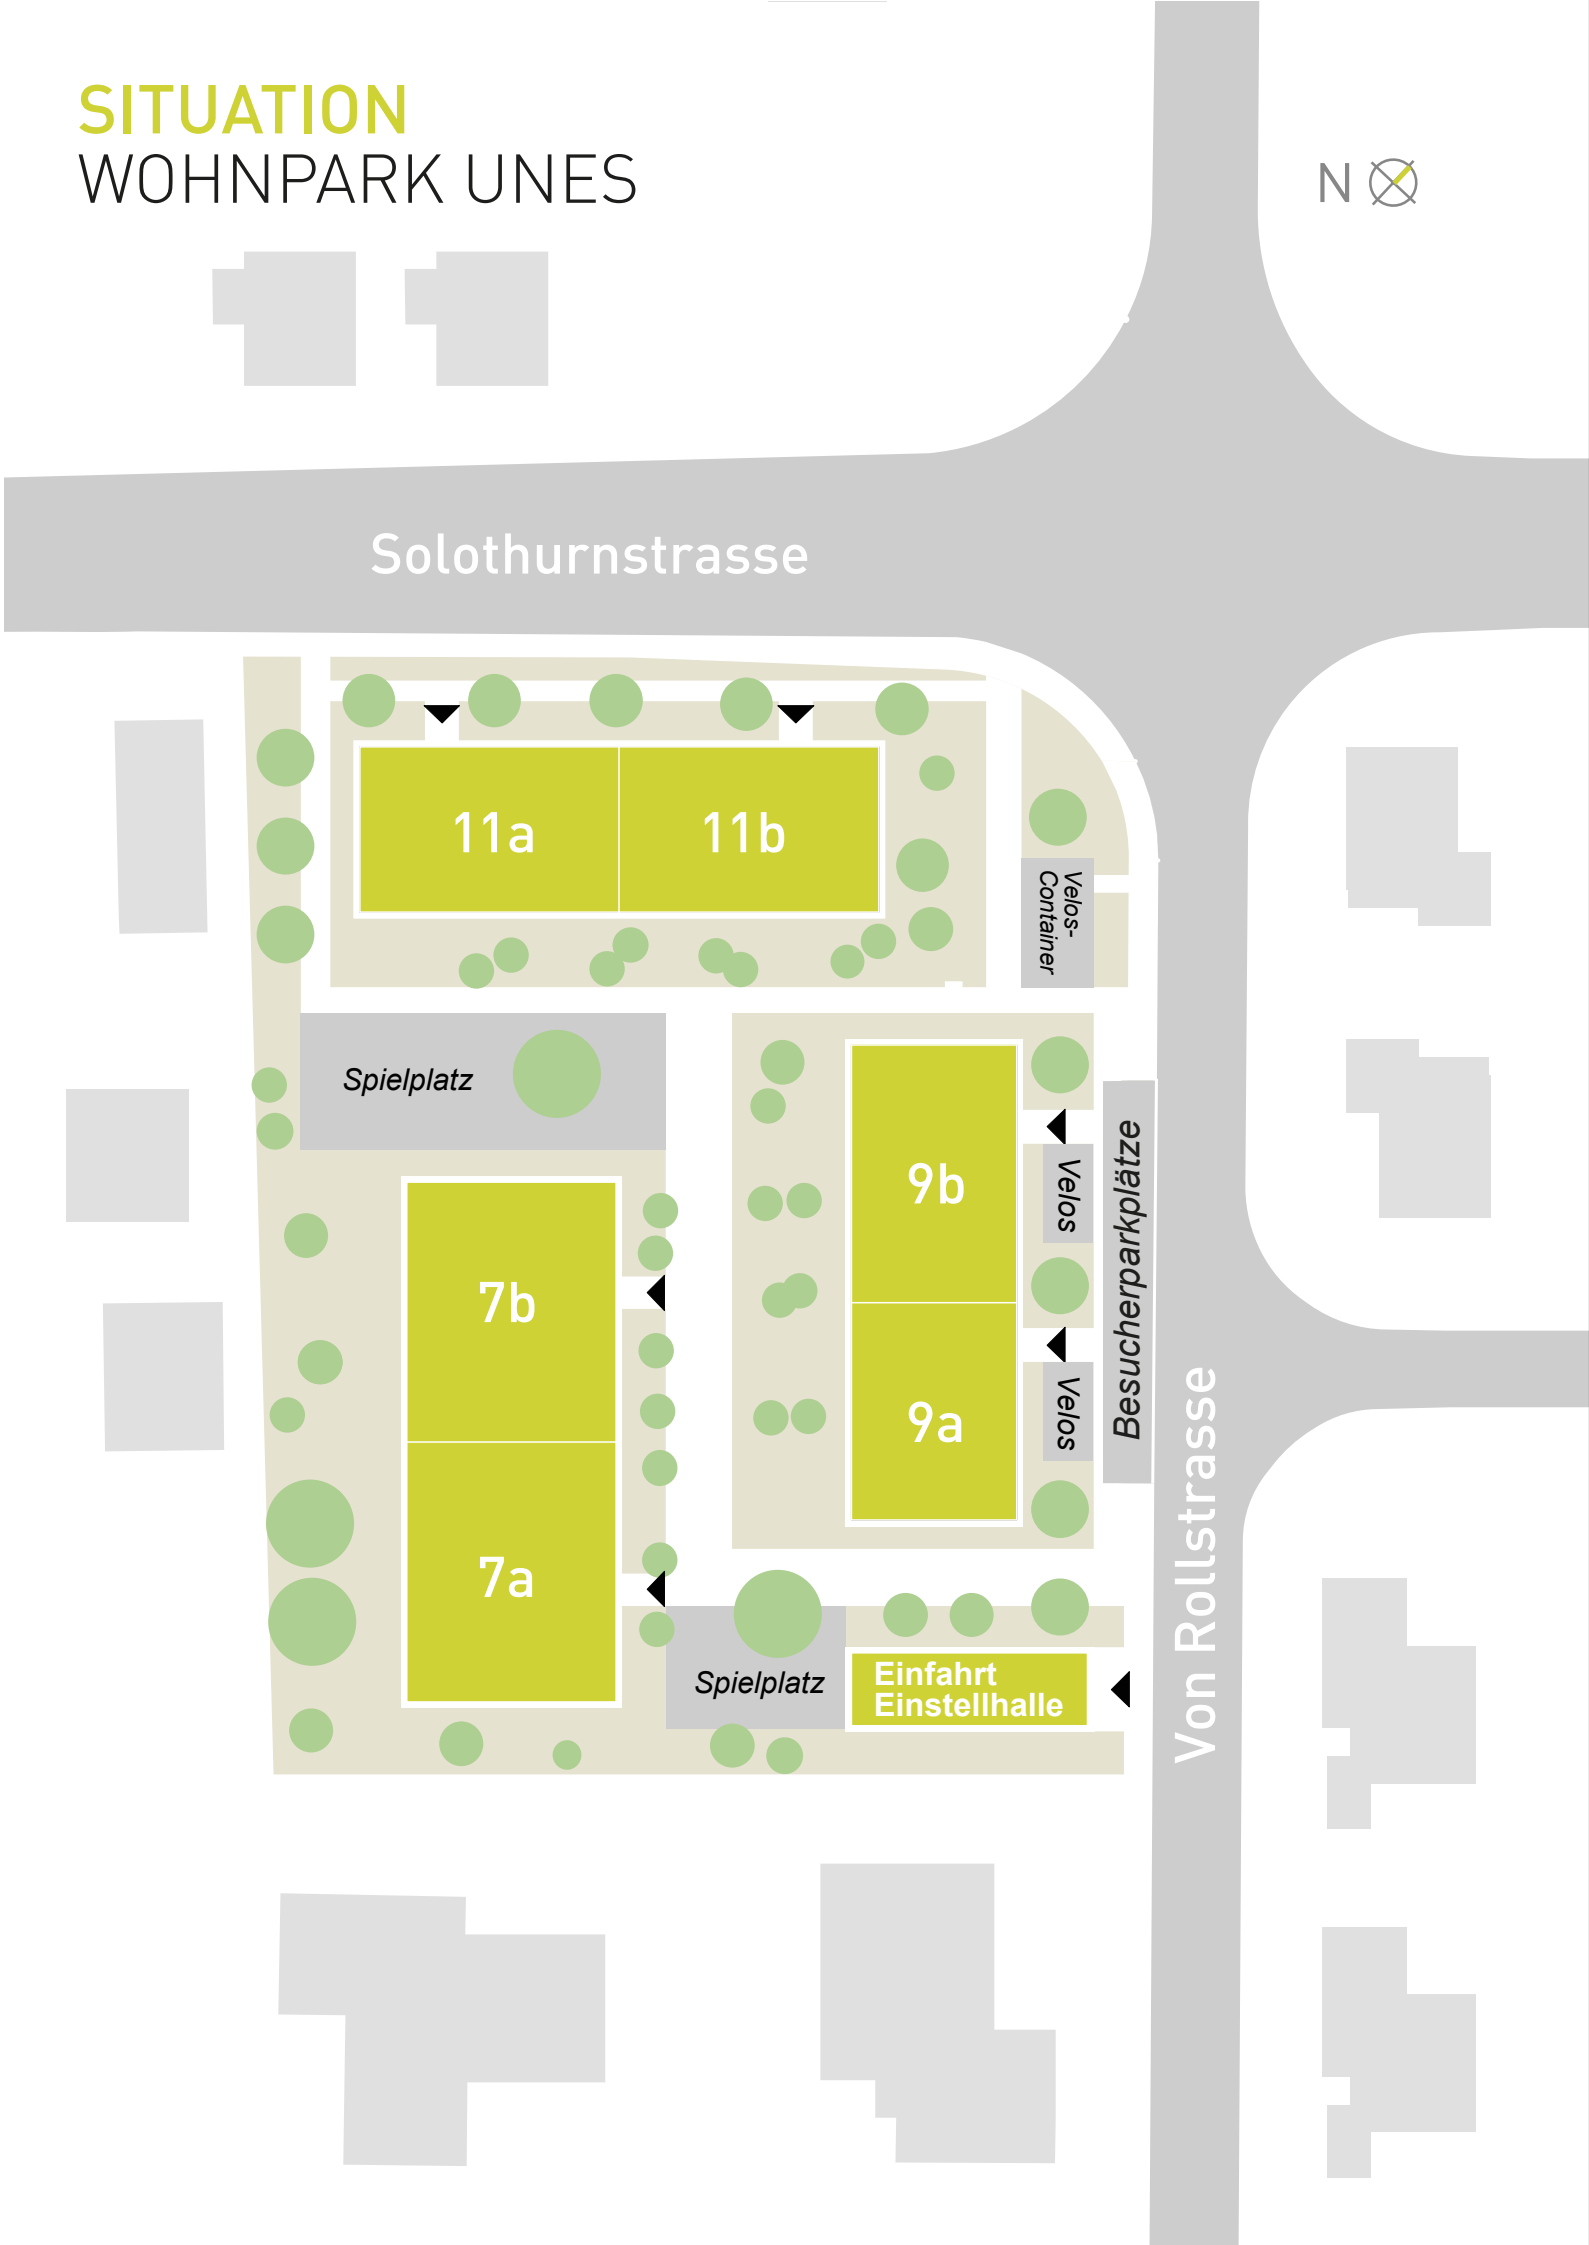 SITUATION
WOHNPARK UNES
N
Solothurnstrasse
11a
11b
Velos-
Container
Spielplatz
9b
Velos
Besucherparkplätze
7b
9a
Velos
Von Rollstrasse
7a
Spielplatz
Einfahrt
Einstellhalle